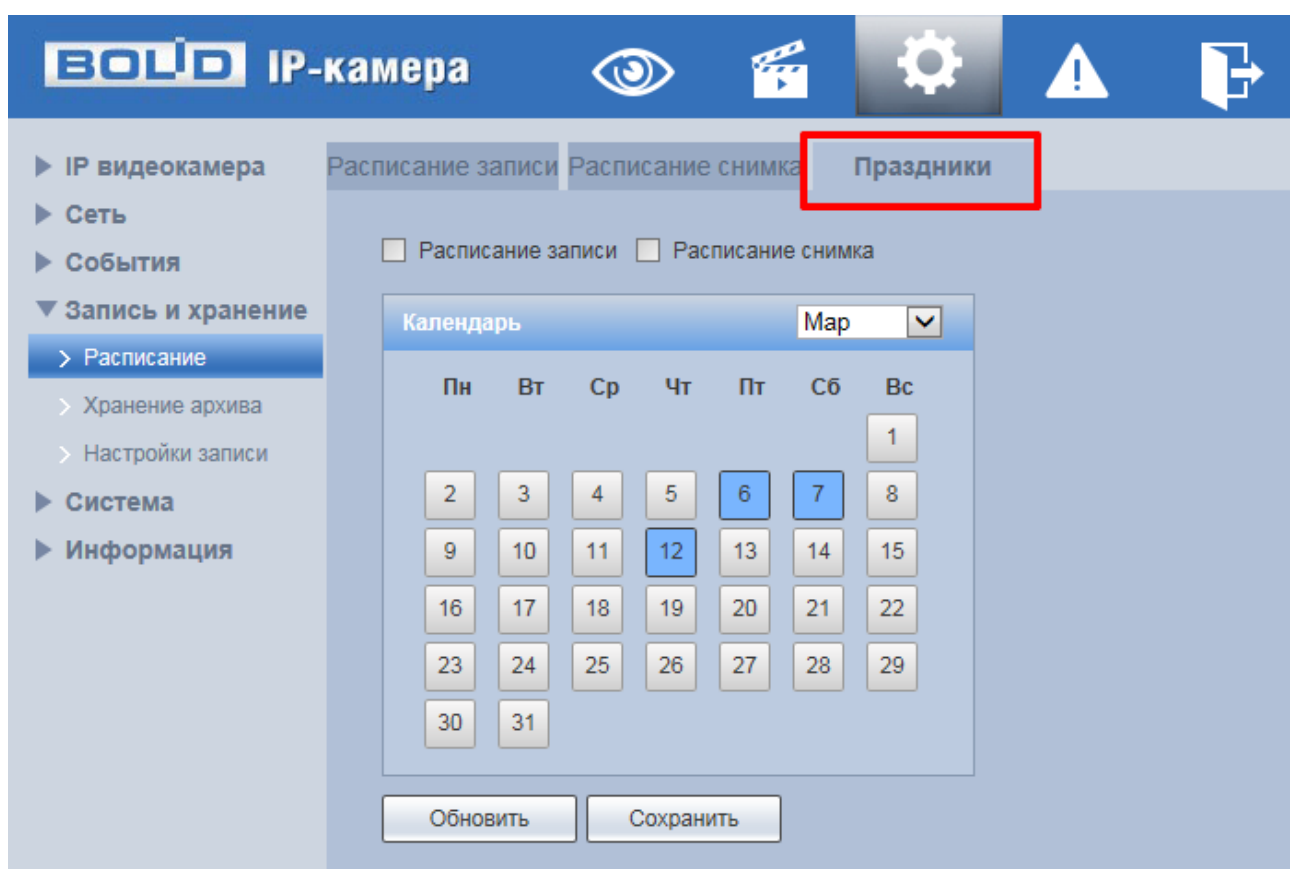 BOLID IP-камера
IP видеокамера
Сеть
События
Запись и хранение
Расписание
Хранение архива
Настройки записи
Система
Информация
Расписание записи Расписание снимка Праздники
Расписание записи Расписание снимка
Календарь Мар
Пн Вт Ср Чт Пт Сб Вс
1
2 3 4 5 6 7 8
9 10 11 12 13 14 15
16 17 18 19 20 21 22
23 24 25 26 27 28 29
30 31
Обновить Сохранить